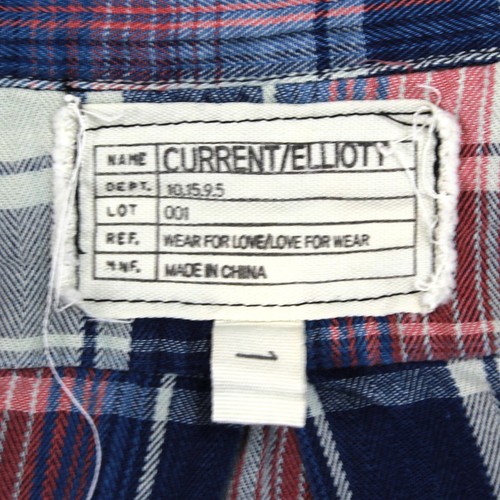 NAME CURRENT/ELLIOTT
DEPT. 10.15.9.5
LOT 001
REF. WEAR FOR LOVE/LOVE FOR WEAR
MNF. MADE IN CHINA
1